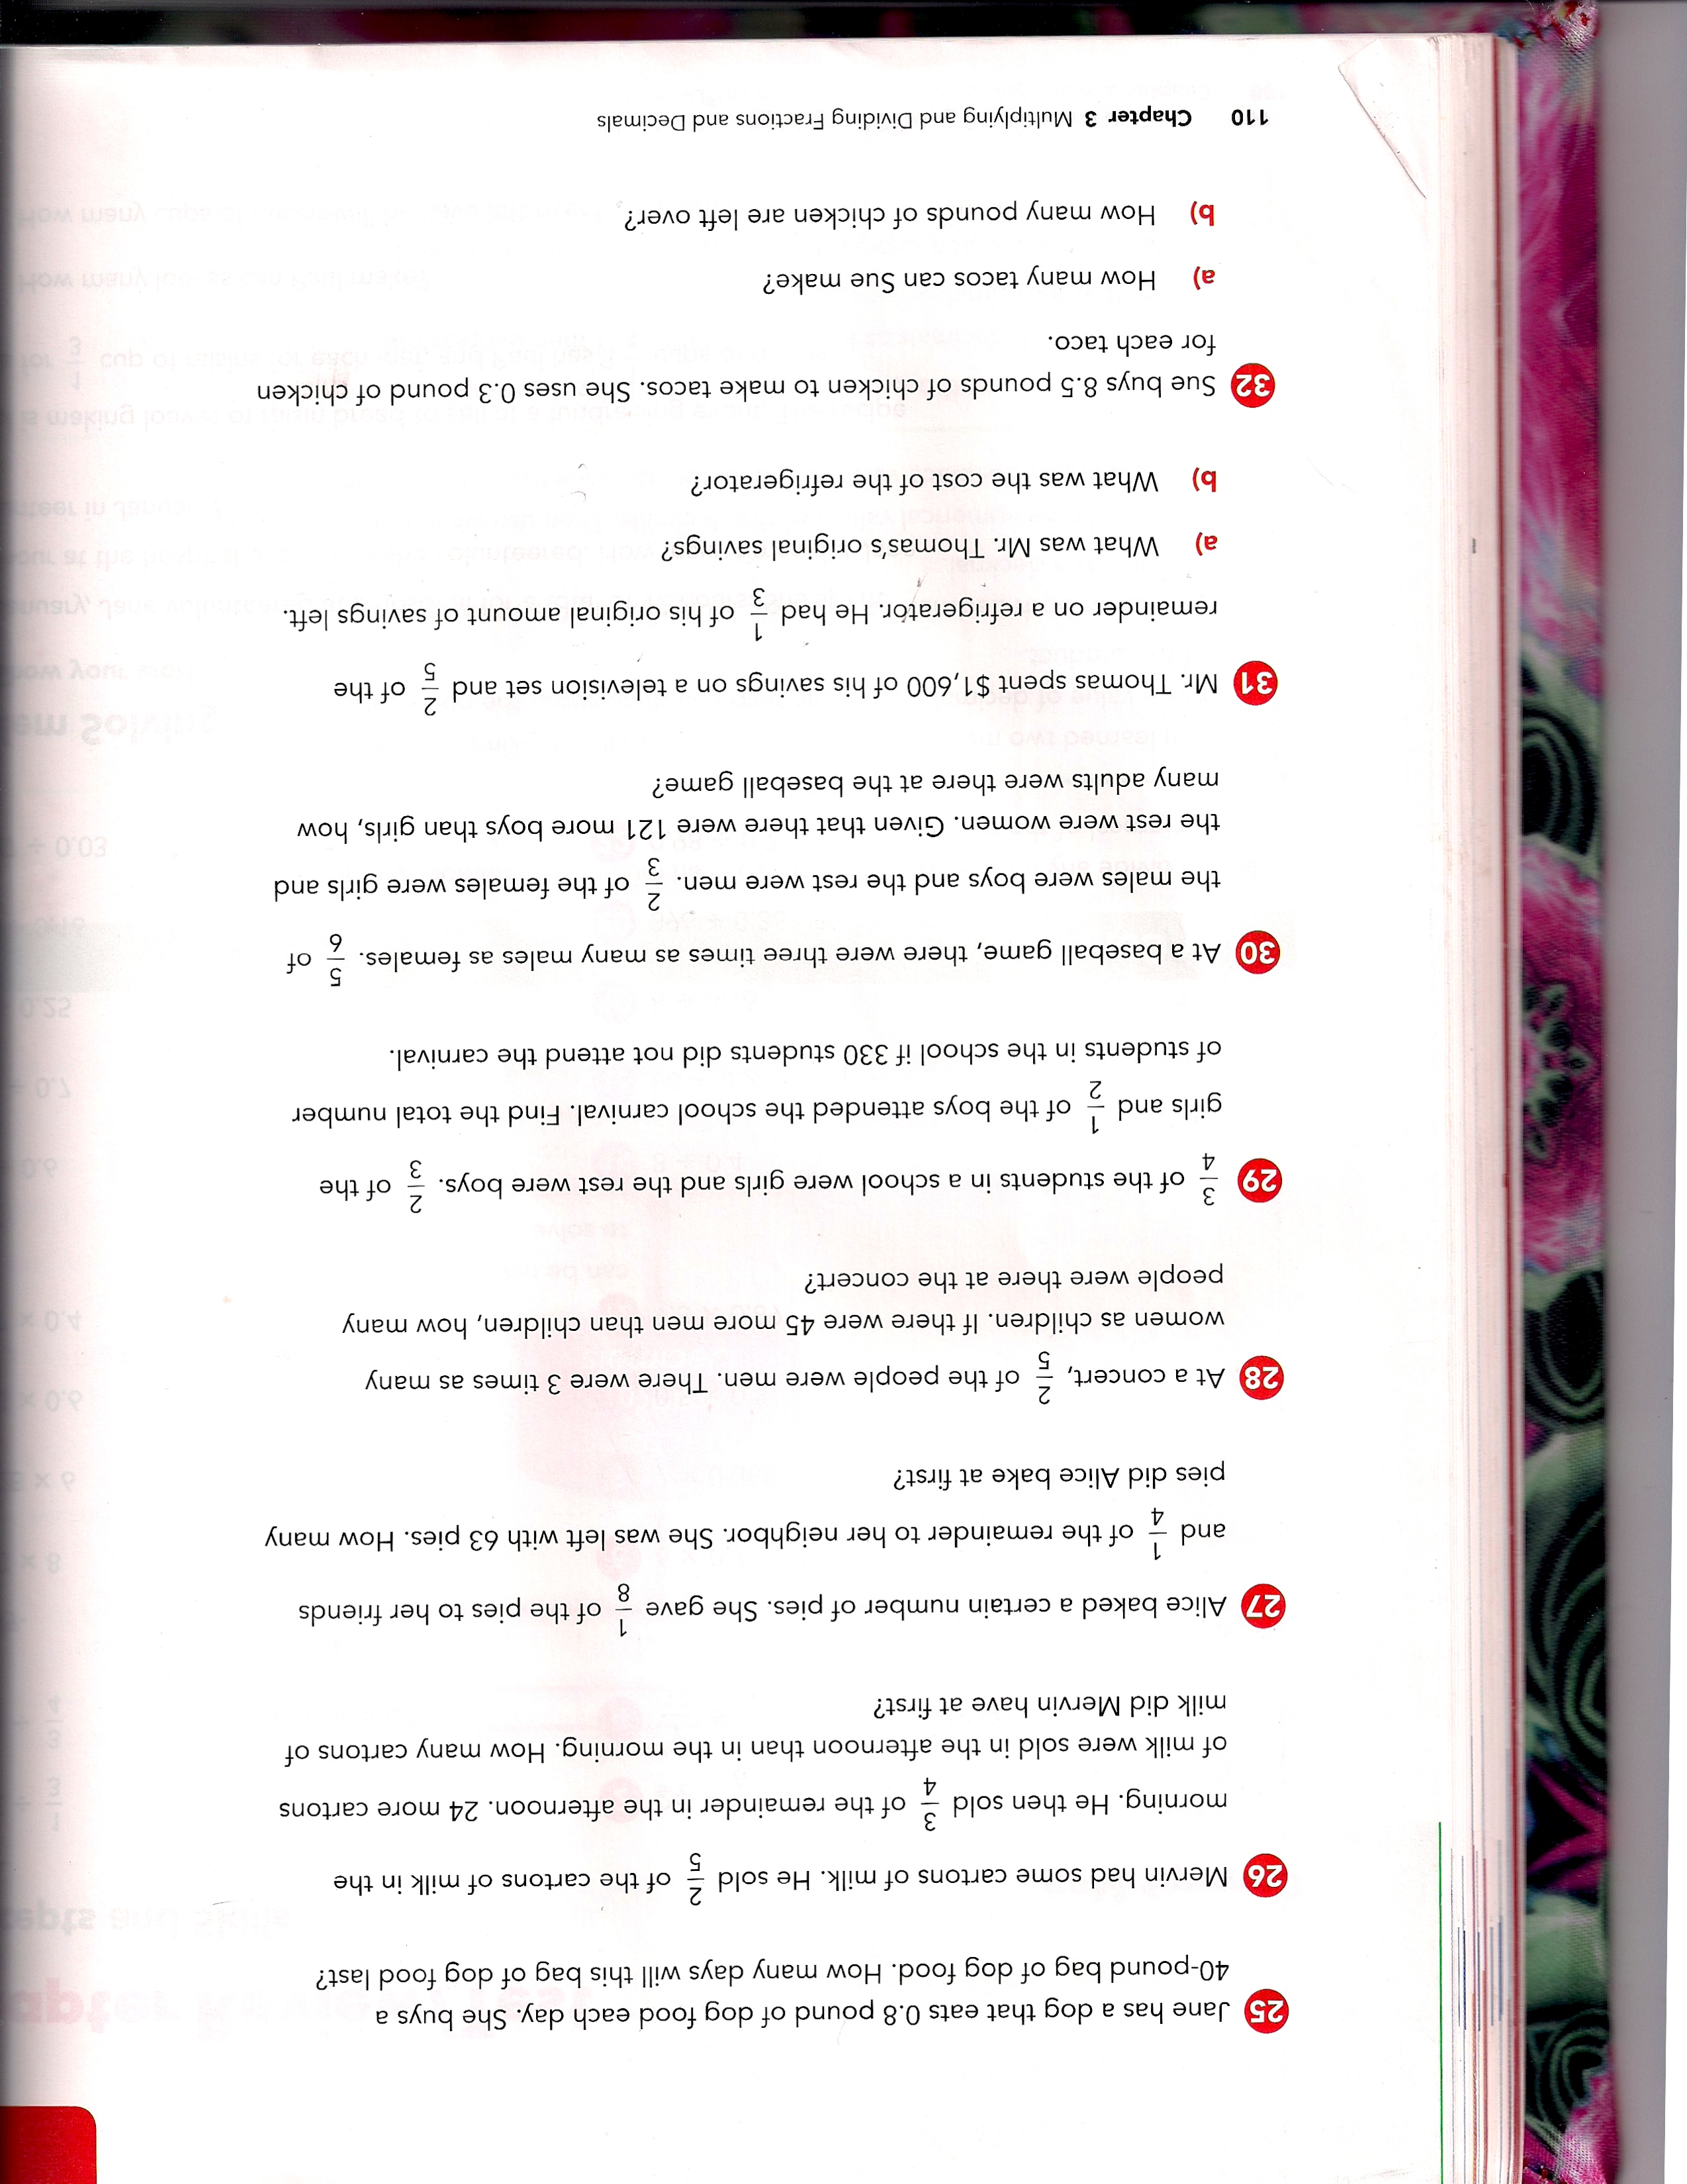 25 Jane has a dog that eats 0.8 pound of dog food each day. She buys a
40-pound bag of dog food. How many days will this bag of dog food last?
26 Mervin had some cartons of milk. He sold 2/5 of the cartons of milk in the
morning. He then sold 3/4 of the remainder in the afternoon. 24 more cartons
of milk were sold in the afternoon than in the morning. How many cartons of
milk did Mervin have at first?
27 Alice baked a certain number of pies. She gave 1/8 of the pies to her friends
and 1/4 of the remainder to her neighbor. She was left with 63 pies. How many
pies did Alice bake at first?
28 At a concert, 2/5 of the people were men. There were 3 times as many
women as children. If there were 45 more men than children, how many
people were there at the concert?
29 3/4 of the students in a school were girls and the rest were boys. 2/3 of the
girls and 1/2 of the boys attended the school carnival. Find the total number
of students in the school if 330 students did not attend the carnival.
30 At a baseball game, there were three times as many males as females. 5/6 of
the males were boys and the rest were men. 2/3 of the females were girls and
the rest were women. Given that there were 121 more boys than girls, how
many adults were there at the baseball game?
31 Mr. Thomas spent $1,600 of his savings on a television set and 2/5 of the
remainder on a refrigerator. He had 1/3 of his original amount of savings left.
a) What was Mr. Thomas's original savings?
b) What was the cost of the refrigerator?
32 Sue buys 8.5 pounds of chicken to make tacos. She uses 0.3 pound of chicken
for each taco.
a) How many tacos can Sue make?
b) How many pounds of chicken are left over?
110 Chapter 3 Multiplying and Dividing Fractions and Decimals